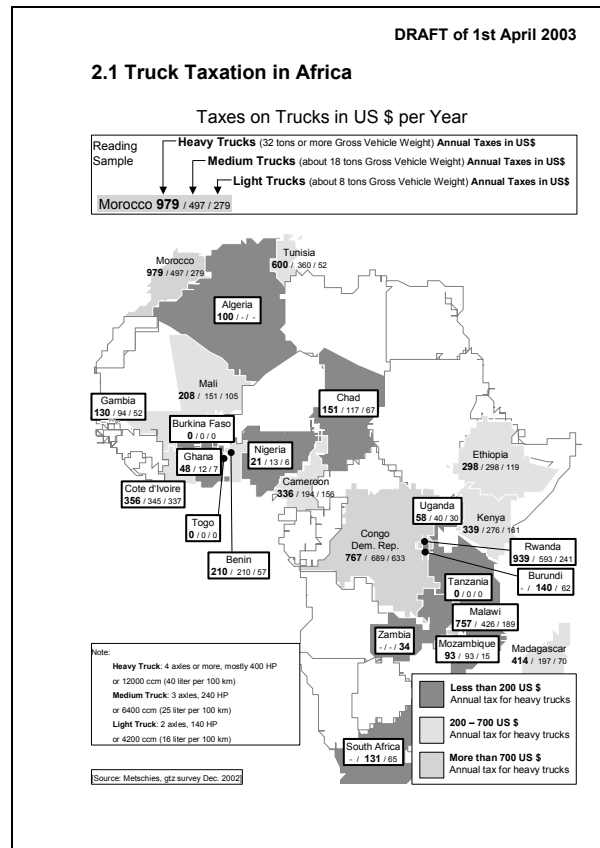 DRAFT of 1st April 2003
2.1 Truck Taxation in Africa
Taxes on Trucks in US $ per Year
Reading
Sample
Heavy Trucks (32 tons or more Gross Vehicle Weight) Annual Taxes in US$
Medium Trucks (about 18 tons Gross Vehicle Weight) Annual Taxes in US$
Light Trucks (about 8 tons Gross Vehicle Weight) Annual Taxes in US$
Morocco 979 / 497 / 279
Tunisia
600 / 360 / 52
Morocco
979 / 497 / 279
Algeria
100 / - / -
Mali
208 / 151 / 105
Chad
151 / 117 / 67
Gambia
130 / 94 / 52
Burkina Faso
0 / 0 / 0
Ghana
48 / 12 / 7
Nigeria
21 / 13 / 6
Ethiopia
298 / 298 / 119
Cameroon
336 / 194 / 156
Cote d'Ivoire
356 / 345 / 337
Uganda
58 / 40 / 30
Kenya
339 / 276 / 161
Togo
0 / 0 / 0
Congo
Dem. Rep.
767 / 689 / 633
Rwanda
939 / 593 / 241
Benin
210 / 210 / 57
Burundi
- / 140 / 62
Tanzania
0 / 0 / 0
Malawi
757 / 426 / 189
Zambia
- / - / 34
Mozambique
93 / 93 / 15
Madagascar
414 / 197 / 70
Note:
Heavy Truck: 4 axles or more, mostly 400 HP
or 12000 ccm (40 liter per 100 km)
Medium Truck: 3 axles, 240 HP
or 6400 ccm (25 liter per 100 km)
Light Truck: 2 axles, 140 HP
or 4200 ccm (16 liter per 100 km)
Less than 200 US $
Annual tax for heavy trucks
200 – 700 US $
Annual tax for heavy trucks
More than 700 US $
Annual tax for heavy trucks
South Africa
- / 131 / 65
[Source: Metschies, gtz survey Dec. 2002]